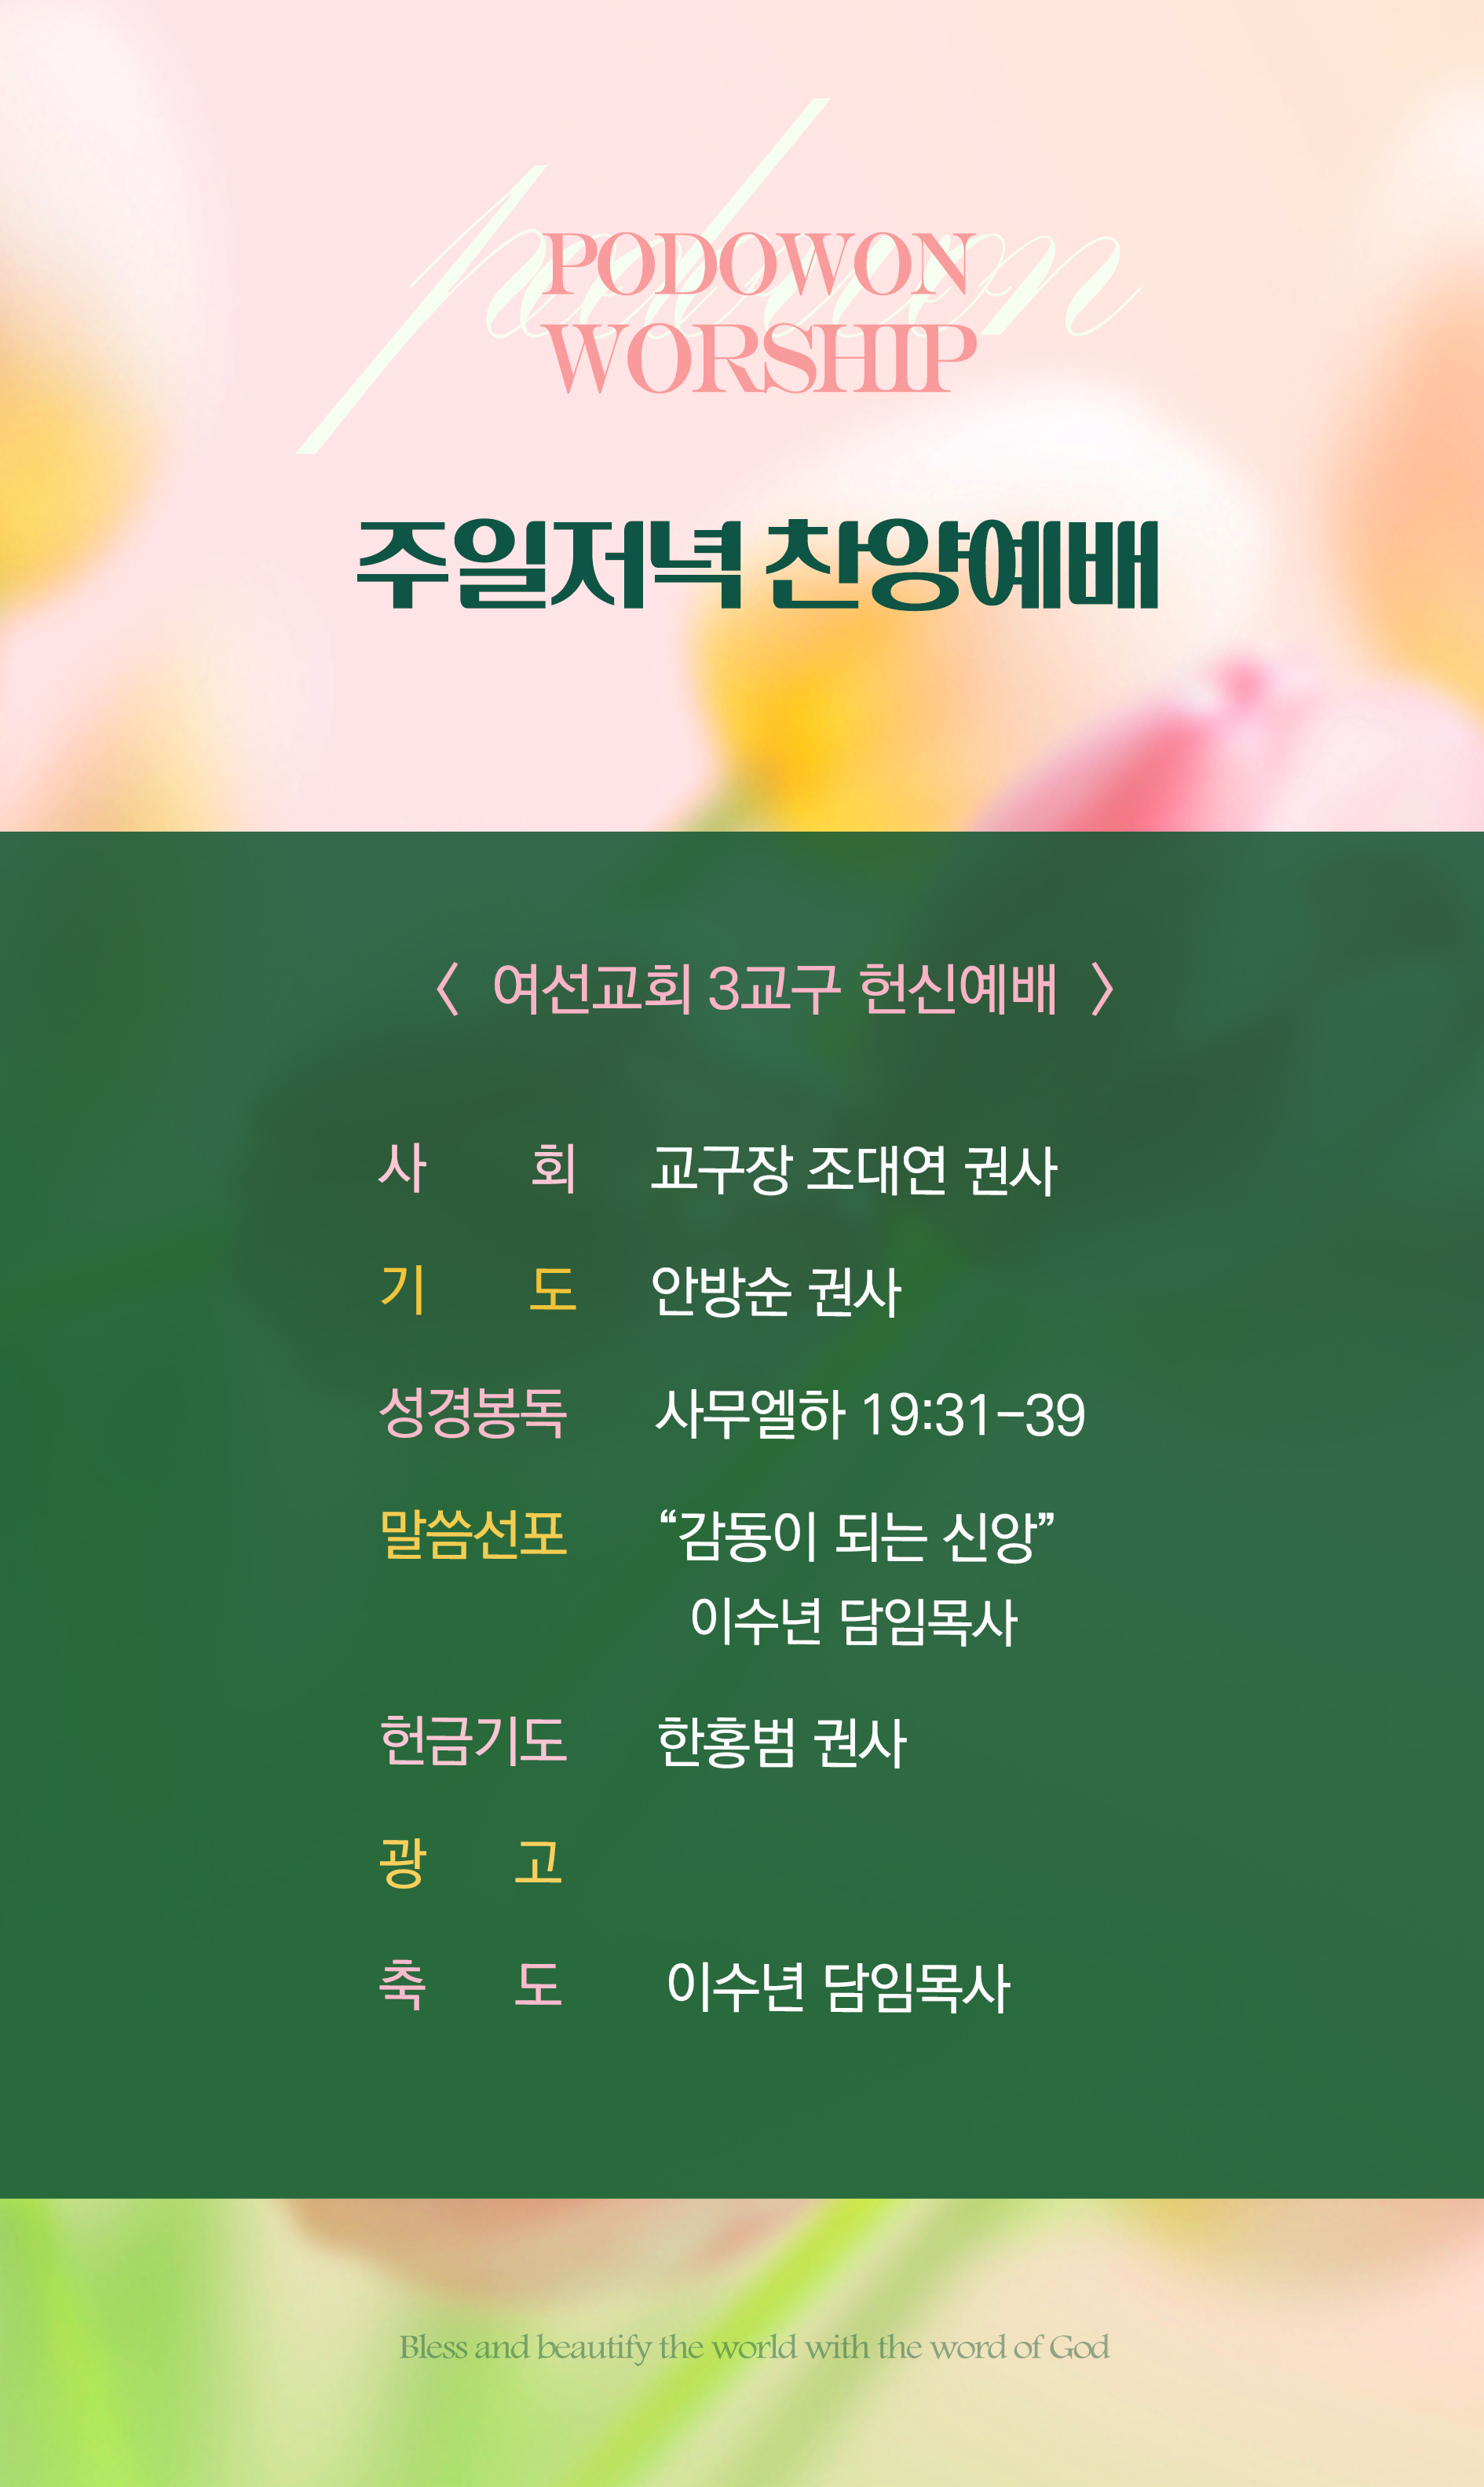 podowon
PODOWON
WORSHIP
주일저녁 찬양예배
〈 여선교회 3교구 헌신예배 〉
사 회 교구장 조대연 권사
기 도 안방순 권사
성경봉독 사무엘하 19:31-39
말씀선포 “감동이 되는 신앙”
이수년 담임목사
헌금기도 한홍범 권사
광 고
축 도 이수년 담임목사
Bless and beautify the world with the word of God